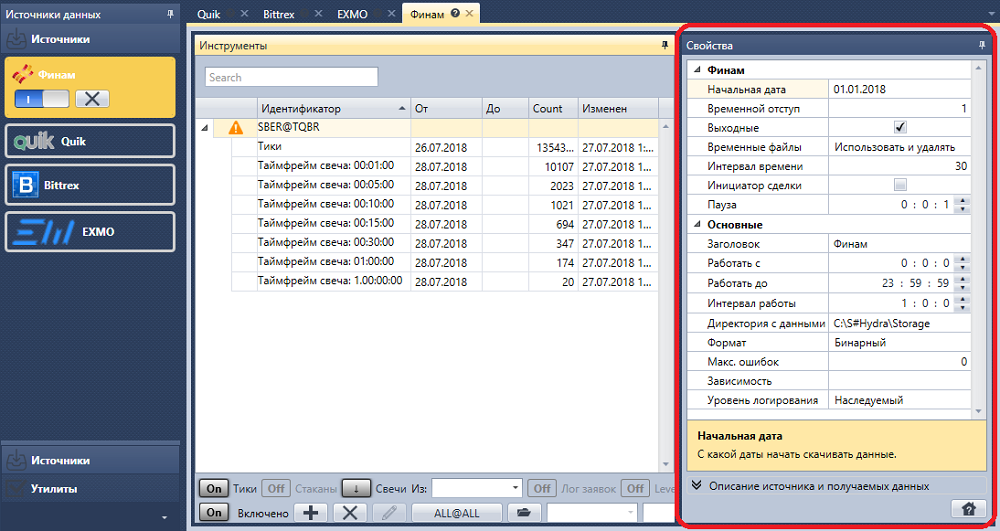 Источники данных
Источники
Финам
I
quik Quik
B Bittrex
EXMO
Источники
Утилиты
Quik Bittrex EXMO Финам
Инструменты
Search
Идентификатор От До Count Изменен
SBER@TQBR
Тики 26.07.2018 13543... 27.07.2018 1:...
Таймфрейм свеча: 00:01:00 28.07.2018 10107 27.07.2018 1...
Таймфрейм свеча: 00:05:00 28.07.2018 2023 27.07.2018 1...
Таймфрейм свеча: 00:10:00 28.07.2018 1021 27.07.2018 1...
Таймфрейм свеча: 00:15:00 28.07.2018 694 27.07.2018 1...
Таймфрейм свеча: 00:30:00 28.07.2018 347 27.07.2018 1...
Таймфрейм свеча: 01:00:00 28.07.2018 174 27.07.2018 1...
Таймфрейм свеча: 1.00:00:00 28.07.2018 20 27.07.2018 1...
On Тики Off Стаканы Свечи Из: Off Лог заявок Off Leve
On Включено ALL@ALL
Свойства
Финам
Начальная дата 01.01.2018
Временной отступ 1
Выходные
Временные файлы Использовать и удалять
Интервал времени 30
Инициатор сделки
Пауза 0 : 0 : 1
Основные
Заголовок Финам
Работать с 0 : 0 : 0
Работать до 23 : 59 : 59
Интервал работы 1 : 0 : 0
Директория с данными C:\S#Hydra\Storage
Формат Бинарный
Макс. ошибок 0
Зависимость
Уровень логирования Наследуемый
Начальная дата
С какой даты начать скачивать данные.
Описание источника и получаемых данных